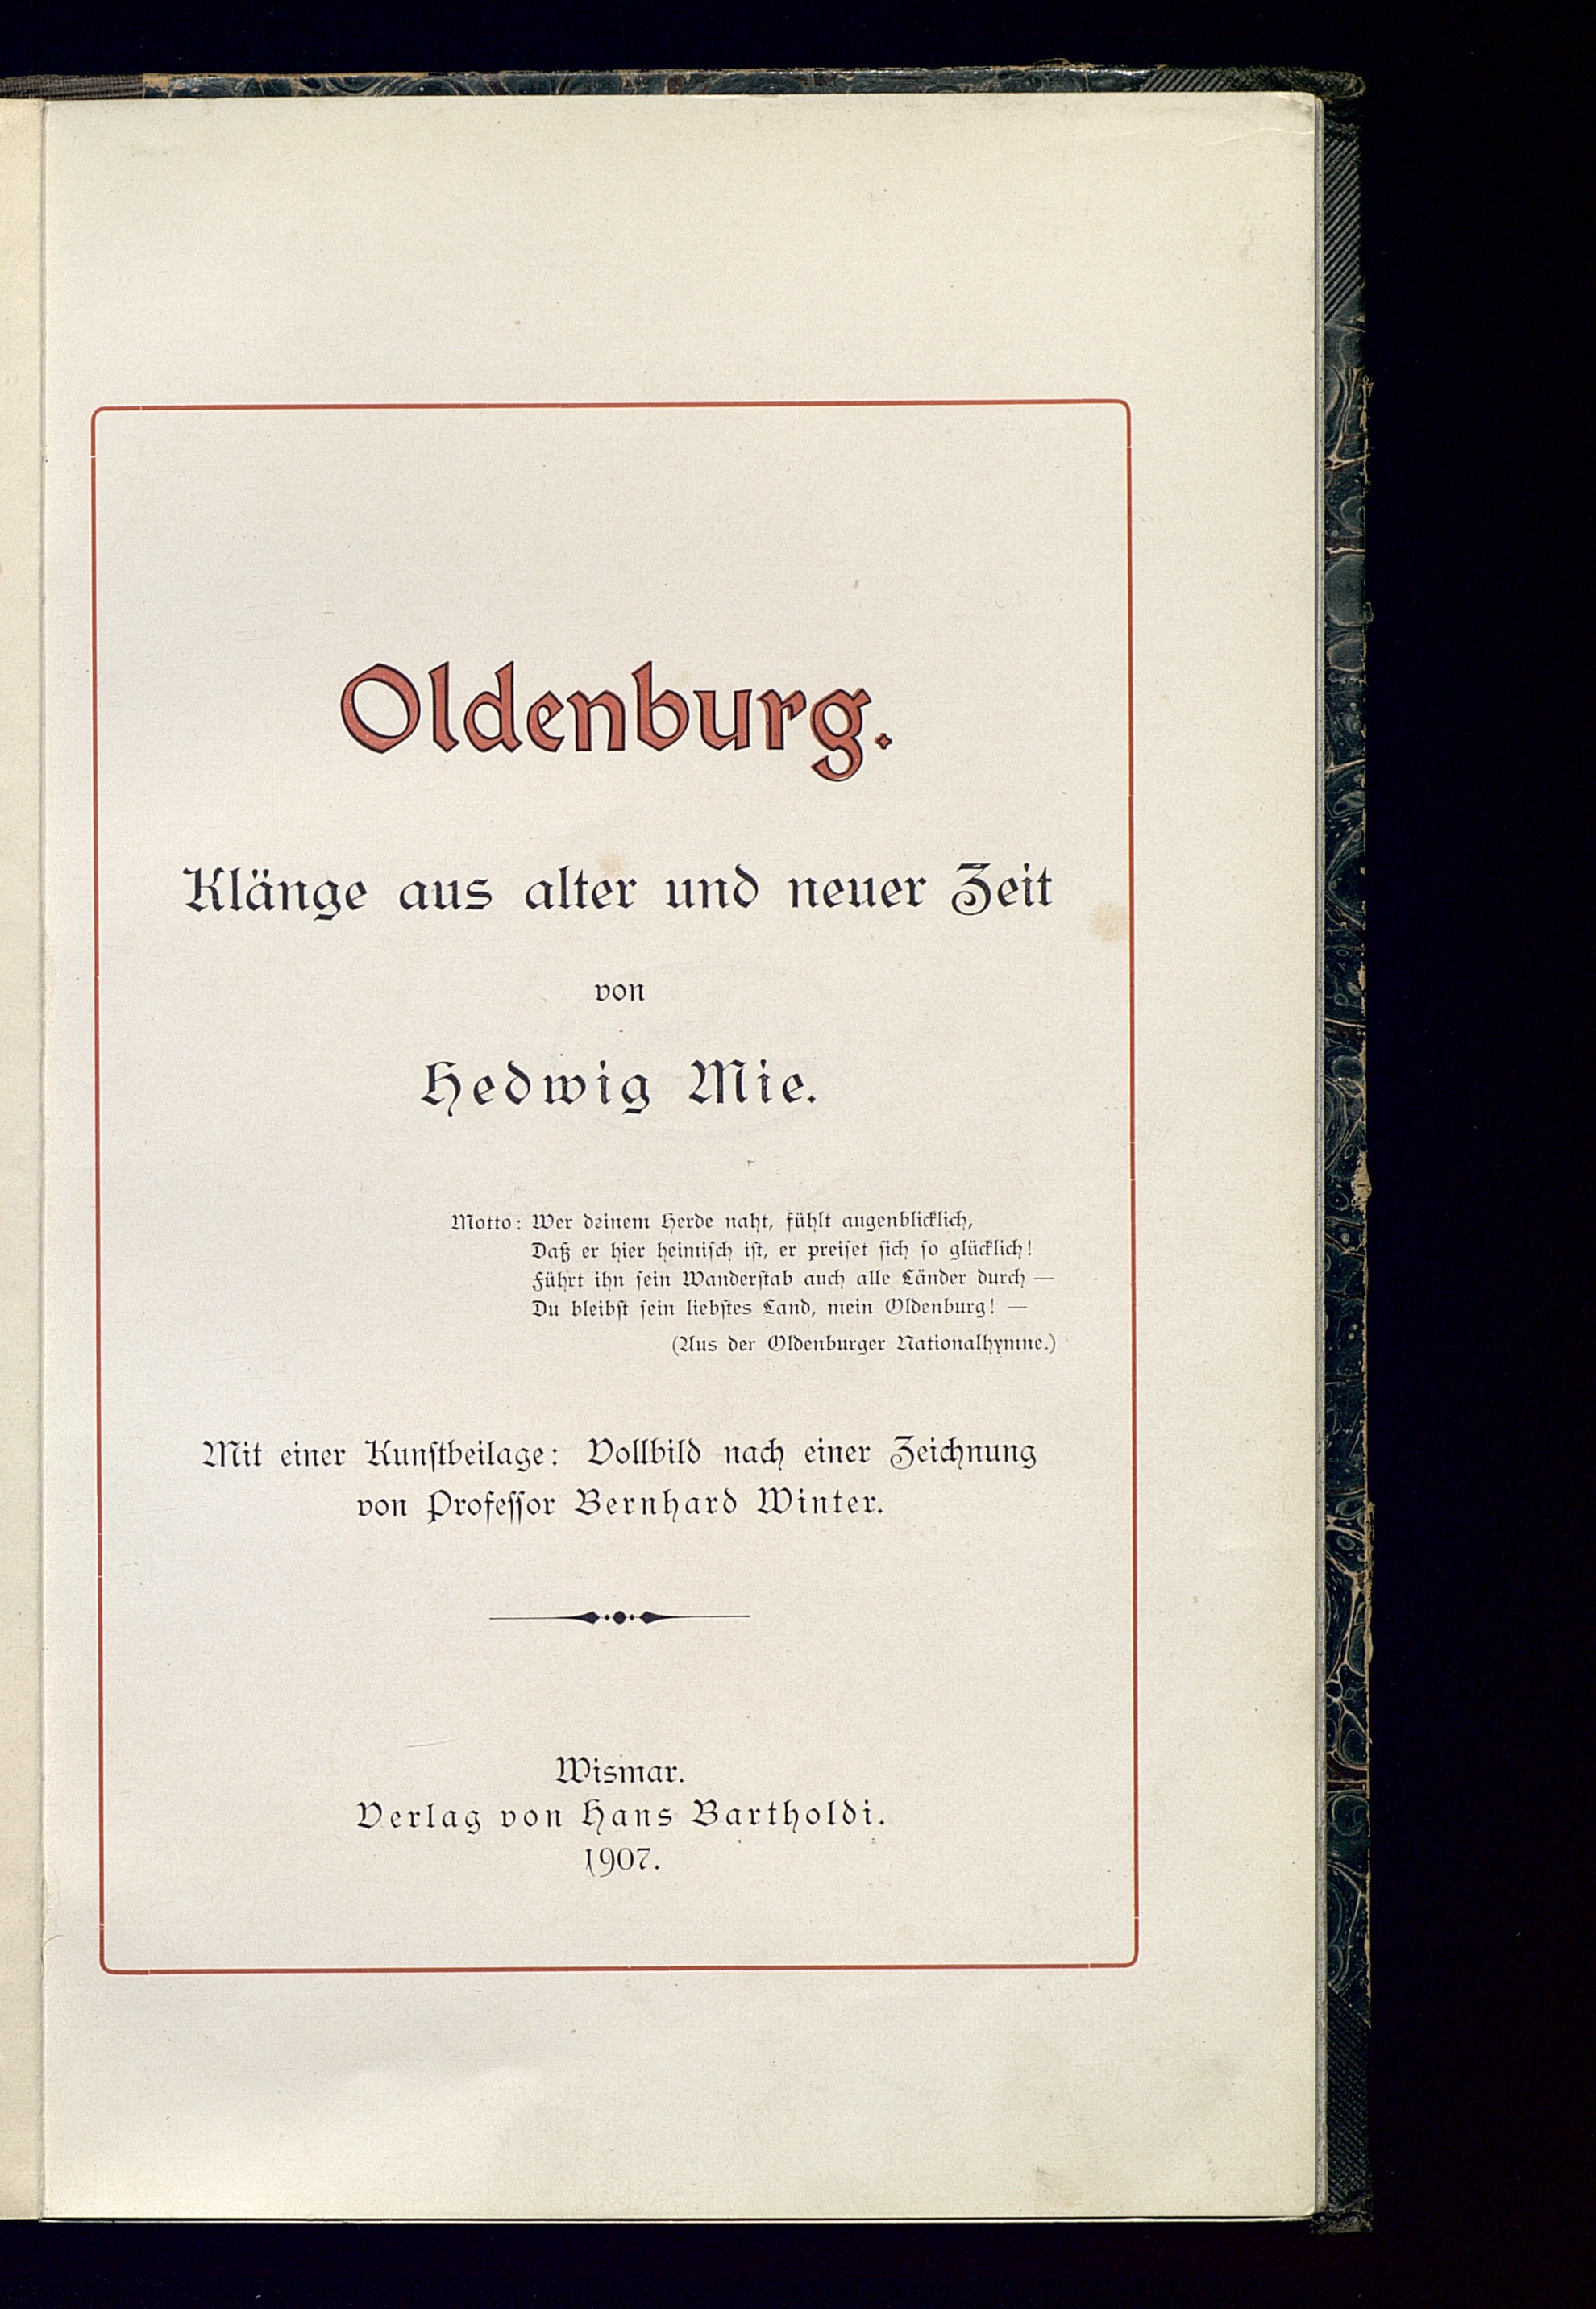 Oldenburg.
Klänge aus alter und neuer Zeit
von
Hedwig Mie.
Motto: Wer deinem Herde naht, fühlt augenblicklich,
Daß er hier heimiſch iſt, er preiſet ſich ſo glücklich!
Führt ihn ſein Wanderſtab auch alle Länder durch —
Du bleibſt ſein liebſtes Land, mein Oldenburg! —
(Aus der Oldenburger Nationalhymne.)
Mit einer Kunſtbeilage: Vollbild nach einer Zeichnung
von Profeſſor Bernhard Winter.
Wismar.
Verlag von Hans Bartholdi.
1907.